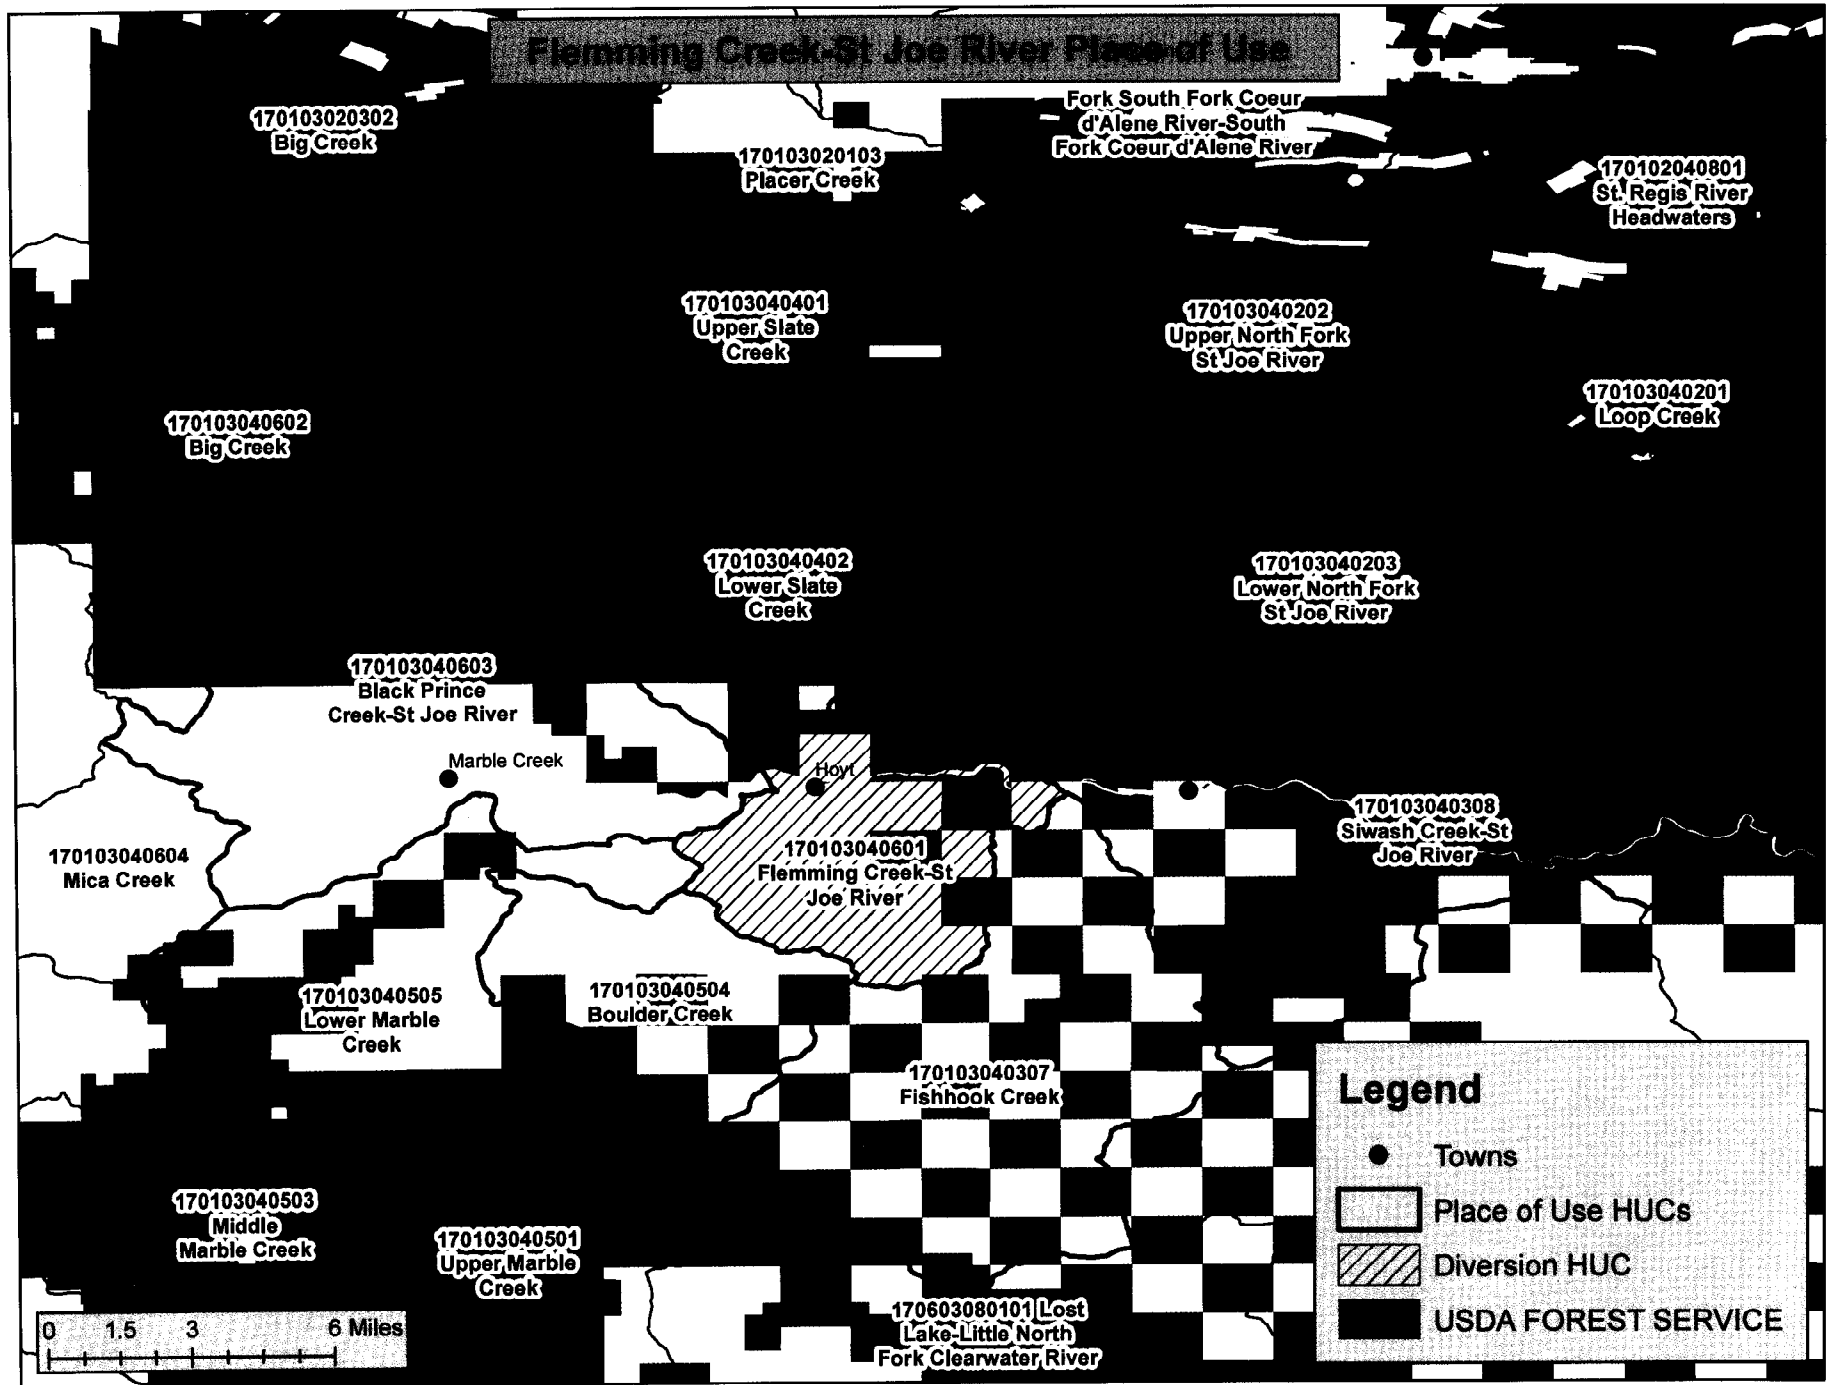 Flemming Creek-St Joe River Place of Use
Fork South Fork Coeur
d'Alene River-South
Fork Coeur d'Alene River
170103020302
Big Creek
170103020103
Placer Creek
170102040801
St. Regis River
Headwaters
170103040401
Upper Slate
Creek
170103040202
Upper North Fork
St Joe River
170103040201
Loop Creek
170103040602
Big Creek
170103040402
Lower Slate
Creek
170103040203
Lower North Fork
St Joe River
170103040603
Black Prince
Creek-St Joe River
Marble Creek
Hoyt
170103040308
Siwash Creek-St
Joe River
170103040604
Mica Creek
170103040601
Flemming Creek-St
Joe River
170103040505
Lower Marble
Creek
170103040504
Boulder Creek
170103040307
Fishhook Creek
170103040503
Middle
Marble Creek
170103040501
Upper Marble
Creek
170603080101 Lost
Lake-Little North
Fork Clearwater River
Legend
Towns
Place of Use HUCs
Diversion HUC
USDA FOREST SERVICE
0 1.5 3 6 Miles